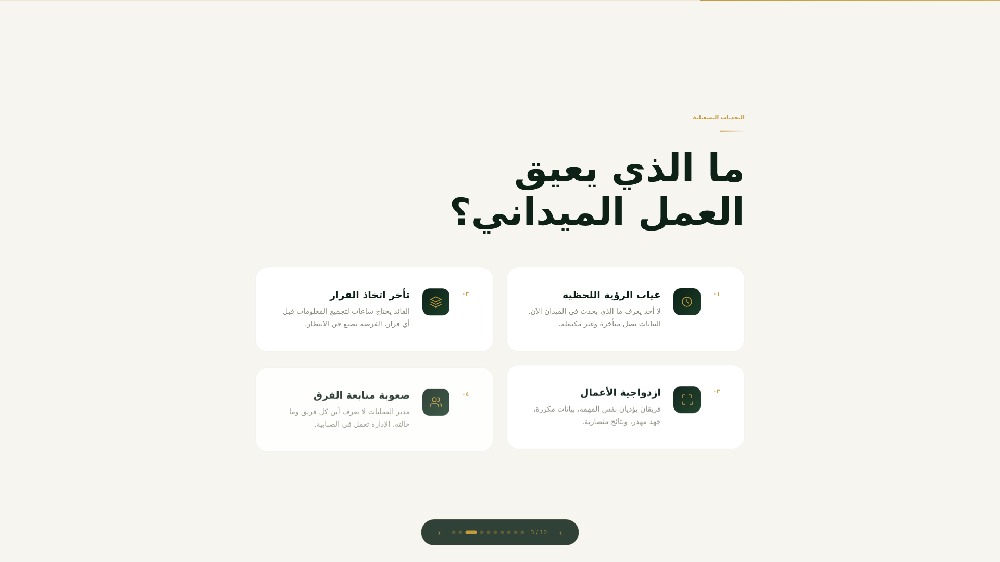 التحديات التشغيلية
ما الذي يعيق
العمل الميداني؟
٠١
غياب الرؤية اللحظية
لا أحد يعرف ما الذي يحدث في الميدان الآن.
البيانات تصل متأخرة وغير مكتملة.
٠٢
تأخر اتخاذ القرار
القائد يحتاج ساعات لتجميع المعلومات قبل
أي قرار. الفرصة تضيع في الانتظار.
٠٣
ازدواجية الأعمال
فريقان يؤديان نفس المهمة، بيانات مكررة،
جهد مهدر، ونتائج متضاربة.
٠٤
صعوبة متابعة الفرق
مدير العمليات لا يعرف أين كل فريق وما
حالته. الإدارة تعمل في الضبابية.
3 / 10